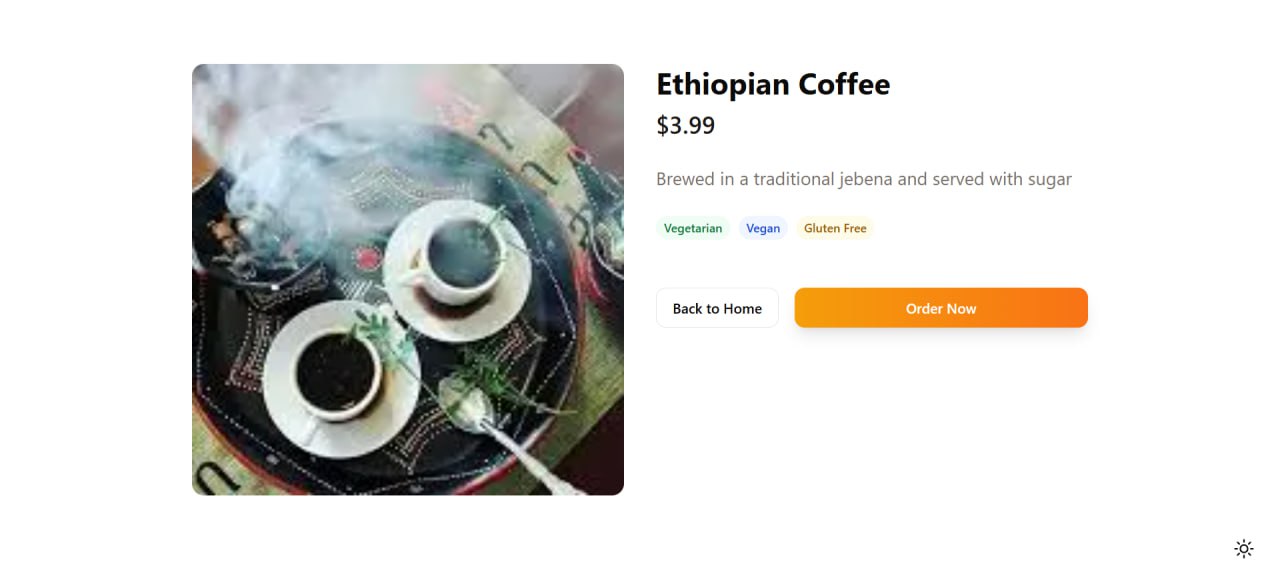 Ethiopian Coffee
$3.99
Brewed in a traditional jebena and served with sugar
Vegetarian Vegan Gluten Free
Back to Home Order Now